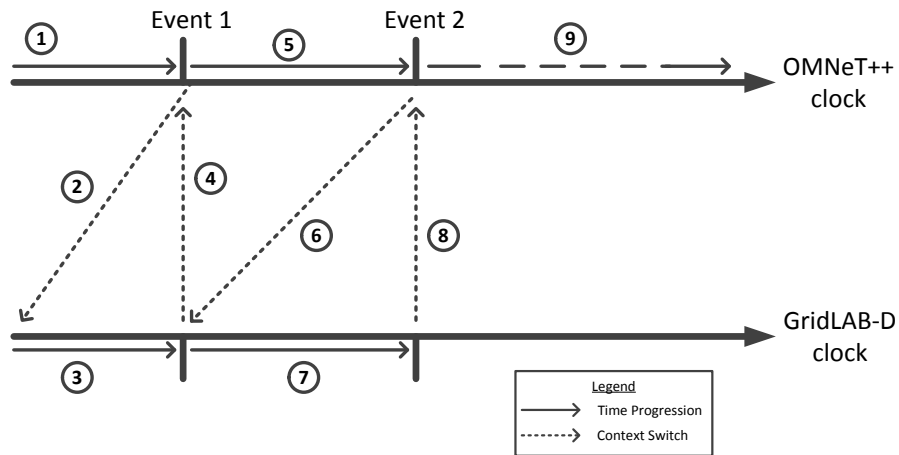 Event 1
Event 2
1
5
9
OMNeT++
clock
2
4
6
8
GridLAB-D
clock
3
7
Legend
Time Progression
Context Switch